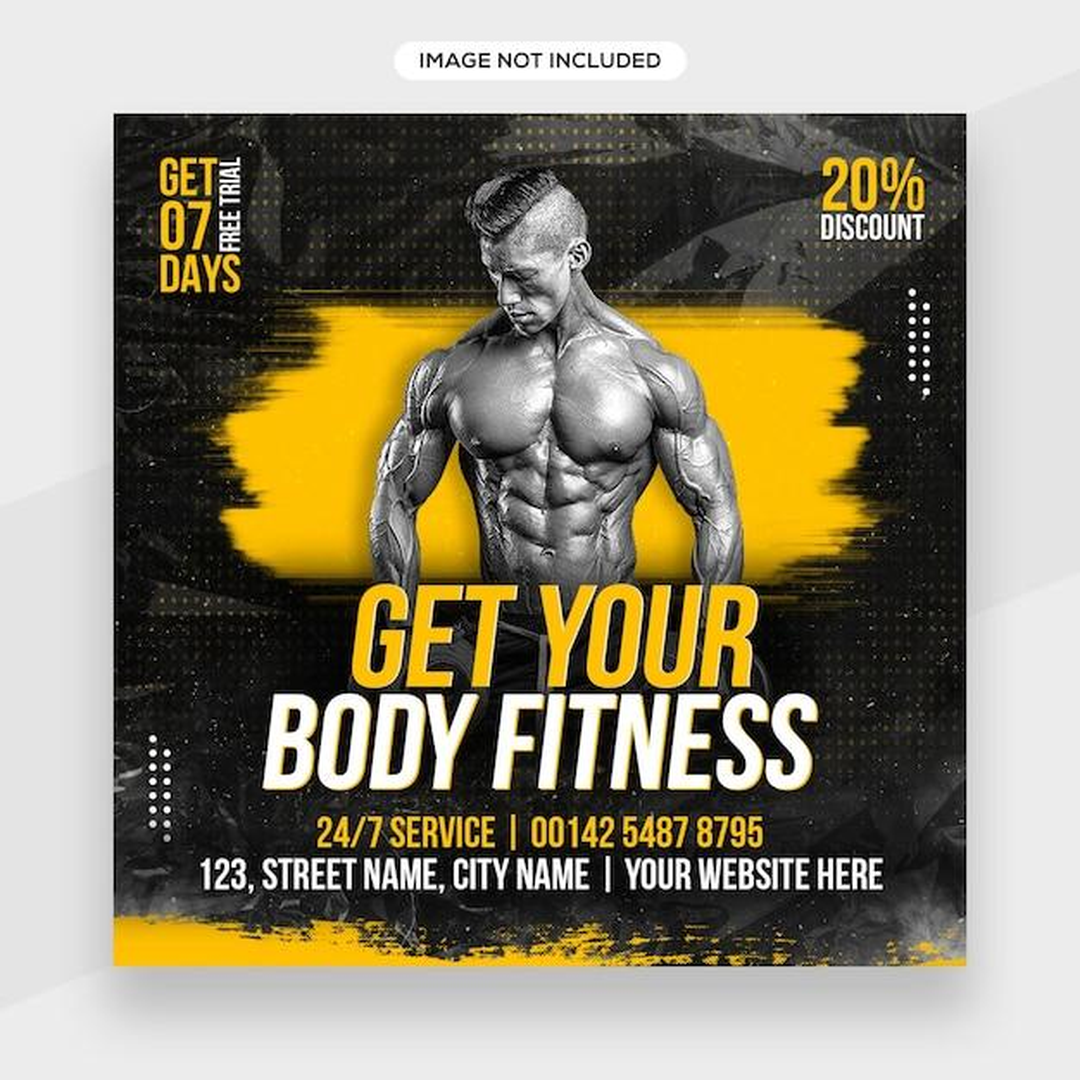 IMAGE NOT INCLUDED
GET
07
DAYS
FREE TRIAL
20%
DISCOUNT
GET YOUR
BODY FITNESS
24/7 SERVICE | 00142 5487 8795
123, STREET NAME, CITY NAME | YOUR WEBSITE HERE